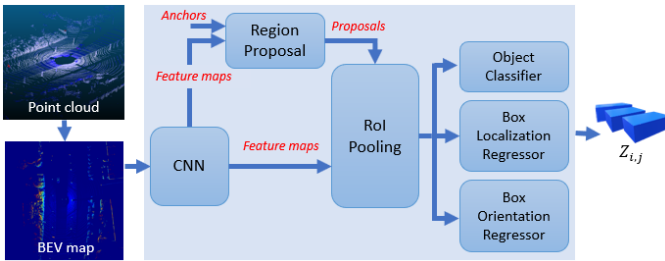 Anchors
Region
Proposal
Proposals
Point cloud
Feature maps
Object
Classifier
RoI
Pooling
Box
Localization
Regressor
Z_{i,j}
CNN
Feature maps
Box
Orientation
Regressor
BEV map